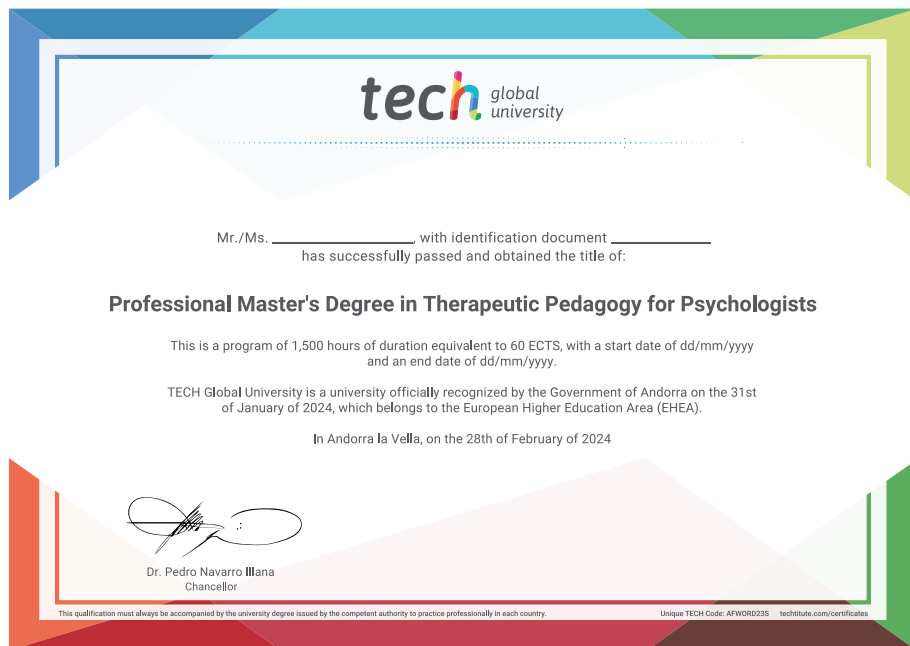 tech global
university
Mr./Ms. ______________, with identification document __________
has successfully passed and obtained the title of:
Professional Master's Degree in Therapeutic Pedagogy for Psychologists
This is a program of 1,500 hours of duration equivalent to 60 ECTS, with a start date of dd/mm/yyyy
and an end date of dd/mm/yyyy.
TECH Global University is a university officially recognized by the Government of Andorra on the 31st
of January of 2024, which belongs to the European Higher Education Area (EHEA).
In Andorra la Vella, on the 28th of February of 2024
Dr. Pedro Navarro Illana
Chancellor
This qualification must always be accompanied by the university degree issued by the competent authority to practice professionally in each country.
Unique TECH Code: AFWORD23S techtitute.com/certificates